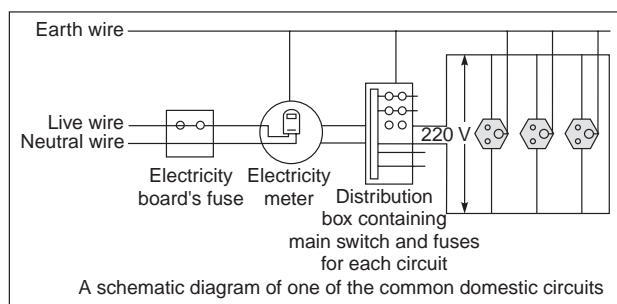 Earth wire
Live wire
Neutral wire
220 V
Electricity
board's fuse
Electricity
meter
Distribution
box containing
main switch and fuses
for each circuit
A schematic diagram of one of the common domestic circuits